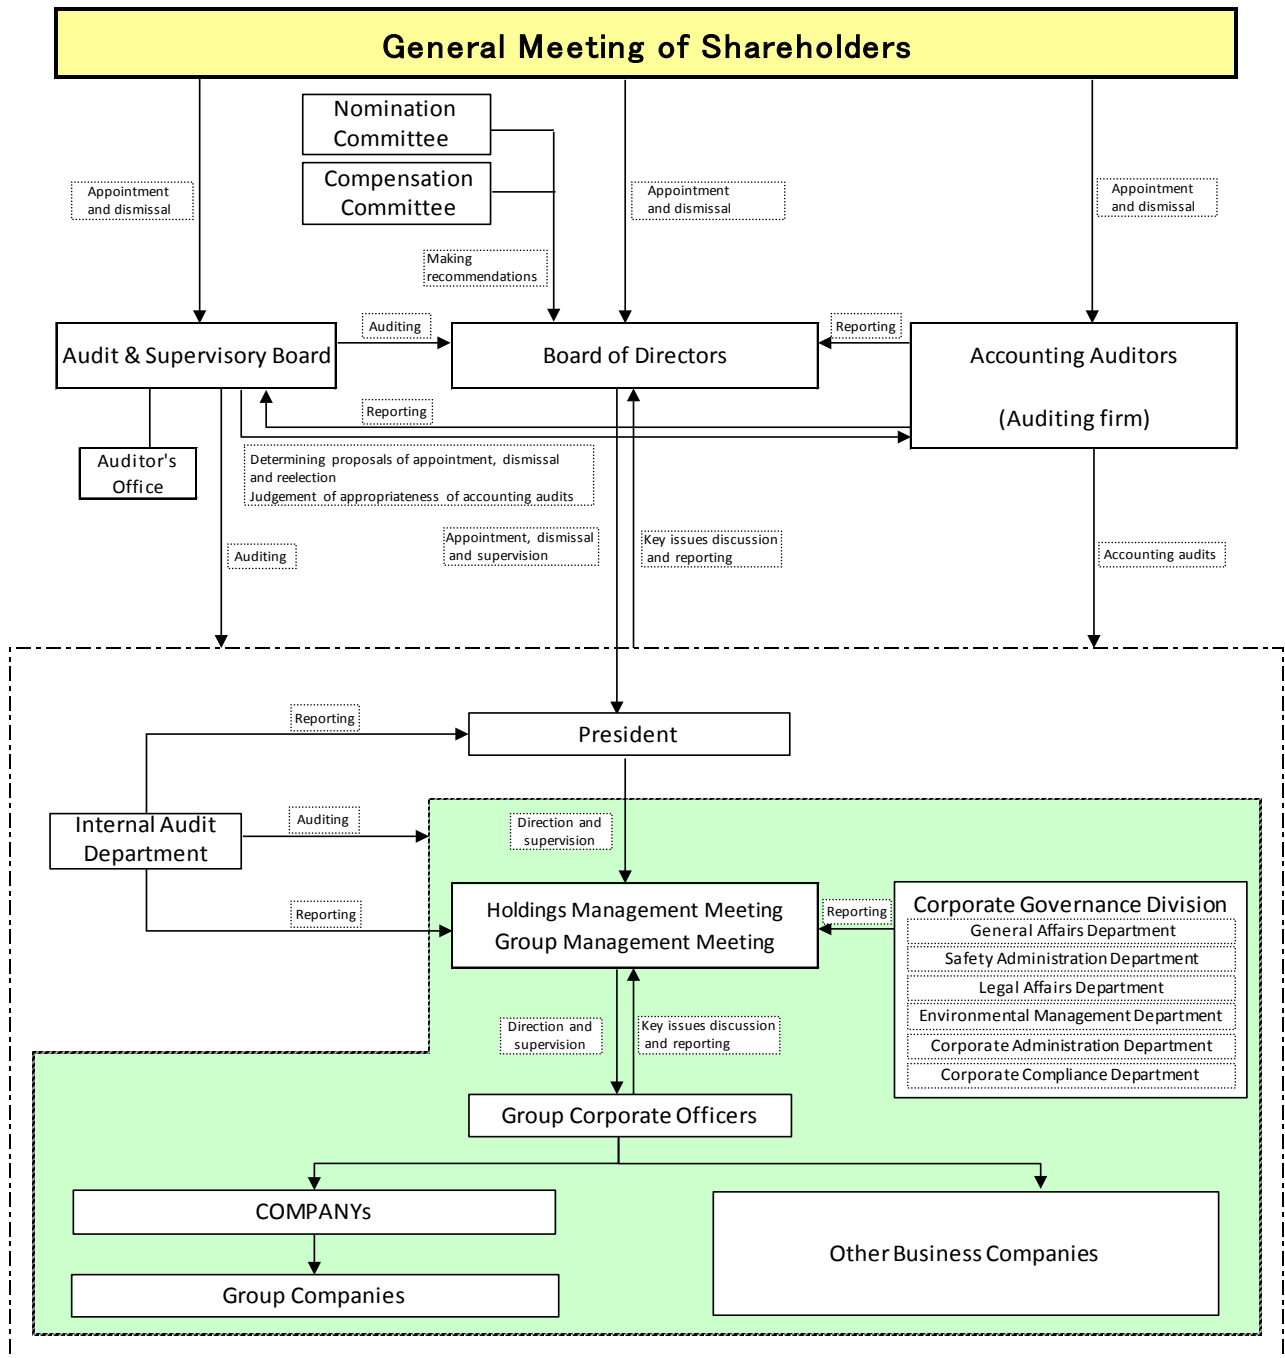 General Meeting of Shareholders
Nomination
Committee
Compensation
Committee
Appointment
and dismissal
Appointment
and dismissal
Appointment
and dismissal
Making
recommendations
Audit & Supervisory Board
Auditing
Board of Directors
Reporting
Accounting Auditors
(Auditing firm)
Reporting
Auditor's
Office
Determining proposals of appointment, dismissal
and reelection
Judgement of appropriateness of accounting audits
Appointment, dismissal
and supervision
Key issues discussion
and reporting
Auditing
Accounting audits
Reporting
President
Internal Audit
Department
Auditing
Direction and
supervision
Reporting
Holdings Management Meeting
Group Management Meeting
Reporting
Corporate Governance Division
General Affairs Department
Safety Administration Department
Legal Affairs Department
Environmental Management Department
Corporate Administration Department
Corporate Compliance Department
Direction and
supervision
Key issues discussion
and reporting
Group Corporate Officers
COMPANYs
Other Business Companies
Group Companies